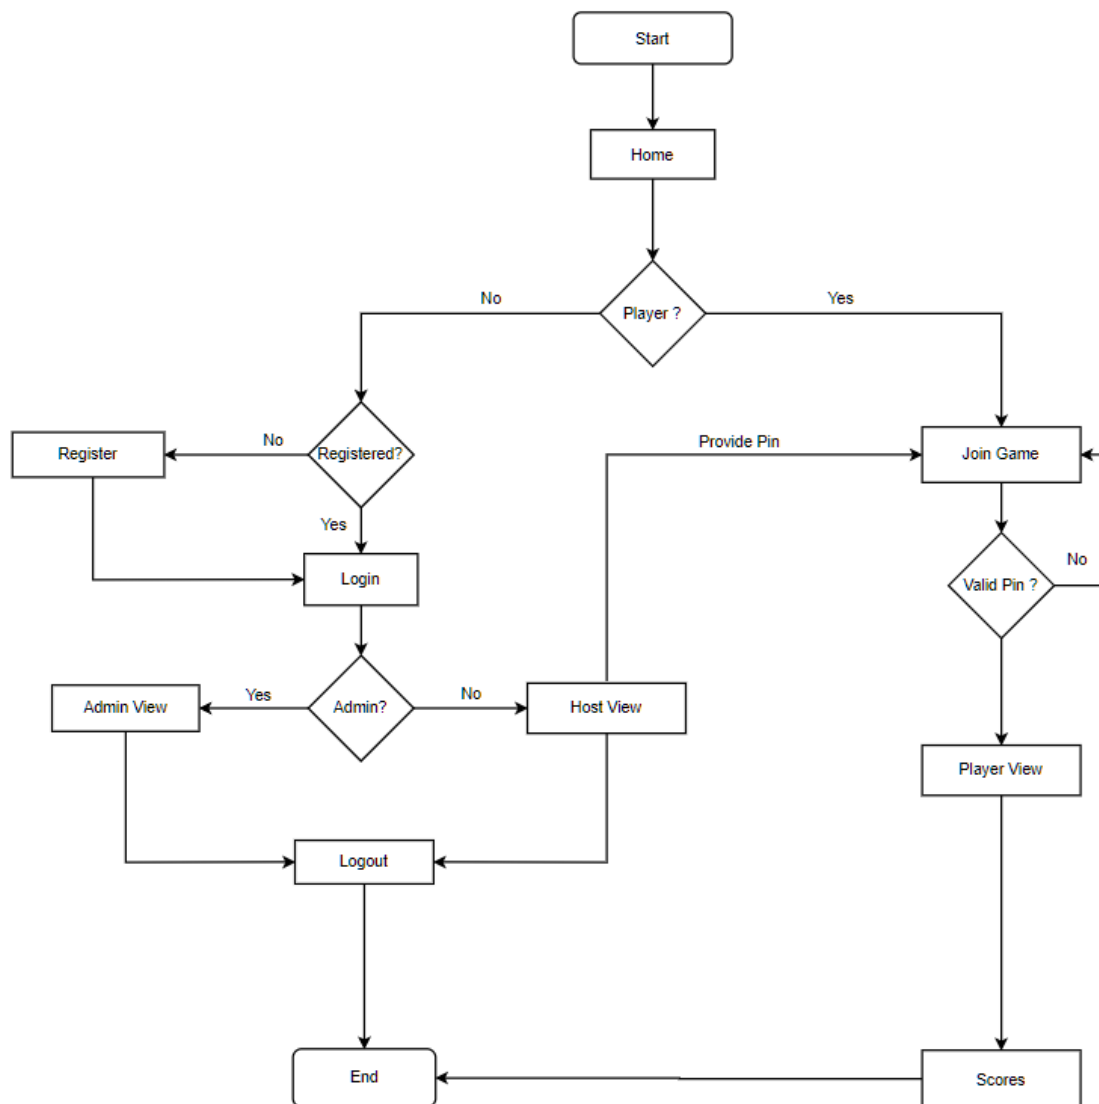 Start
Home
No
Yes
Player ?
No
Registered?
Register
Provide Pin
Join Game
Yes
Login
No
Valid Pin ?
Yes
No
Admin View
Admin?
Host View
Player View
Logout
End
Scores